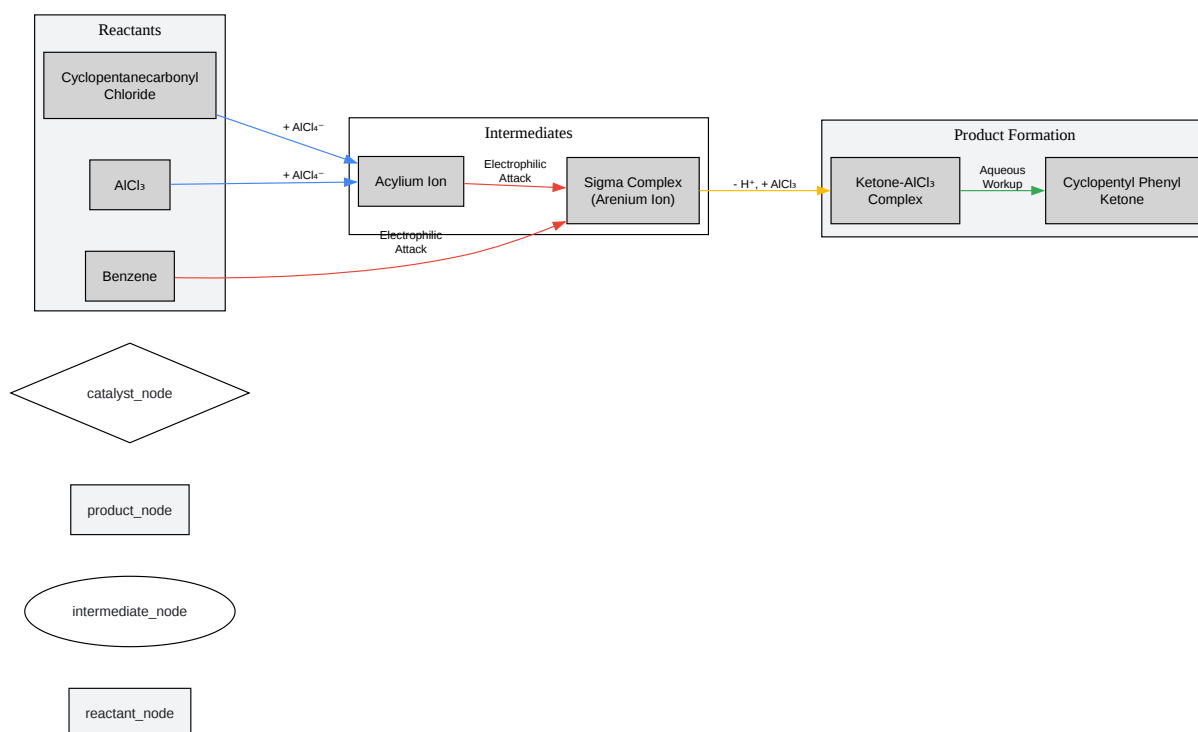 Reactants
Cyclopentanecarbonyl
Chloride
+ AlCl₄⁻
AlCl₃
+ AlCl₄⁻
Benzene
Electrophilic
Attack
Intermediates
Acylium Ion
Electrophilic
Attack
Sigma Complex
(Arenium Ion)
- H⁺, + AlCl₃
Product Formation
Ketone-AlCl₃
Complex
Aqueous
Workup
Cyclopentyl Phenyl
Ketone
catalyst_node
product_node
intermediate_node
reactant_node